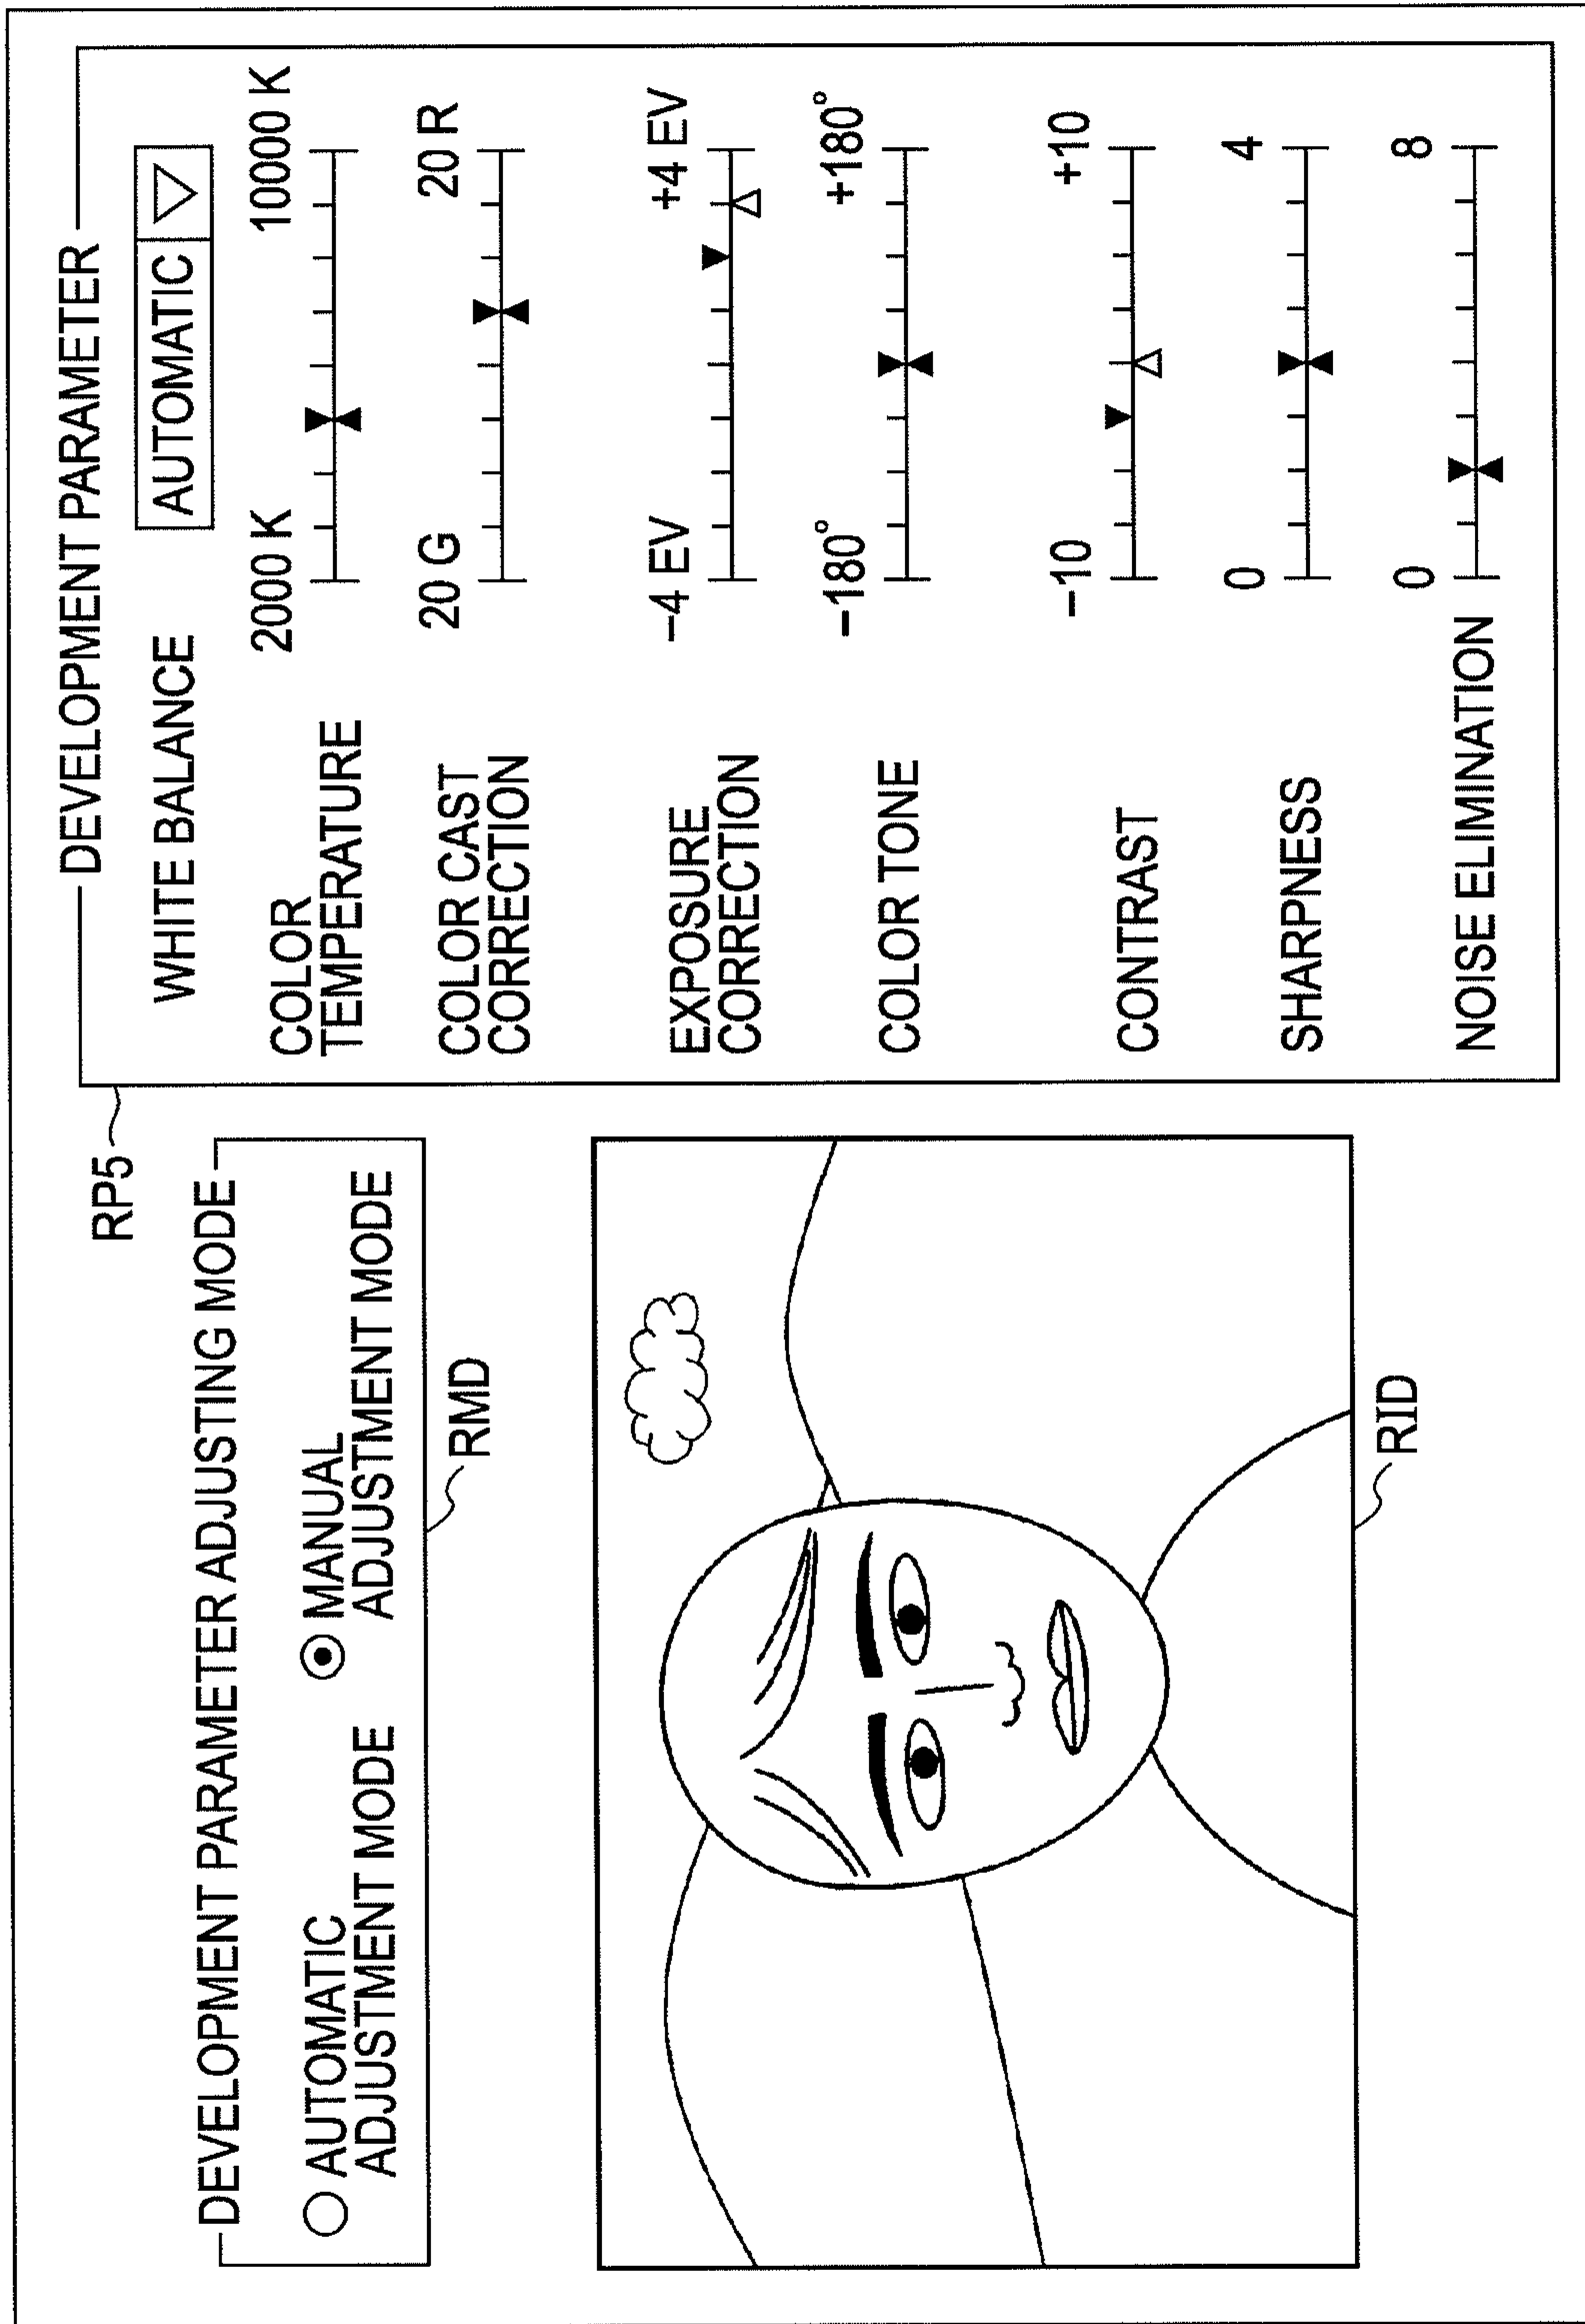 DEVELOPMENT PARAMETER ADJUSTING MODE
AUTOMATIC
ADJUSTMENT MODE
MANUAL
ADJUSTMENT MODE
RMD
RID
RP5
DEVELOPMENT PARAMETER
WHITE BALANCE
AUTOMATIC
COLOR
TEMPERATURE
2000 K
10000 K
COLOR CAST
CORRECTION
20 G
20 R
EXPOSURE
CORRECTION
–4 EV
+4 EV
COLOR TONE
–180°
+180°
CONTRAST
–10
+10
SHARPNESS
0
4
NOISE ELIMINATION
0
8